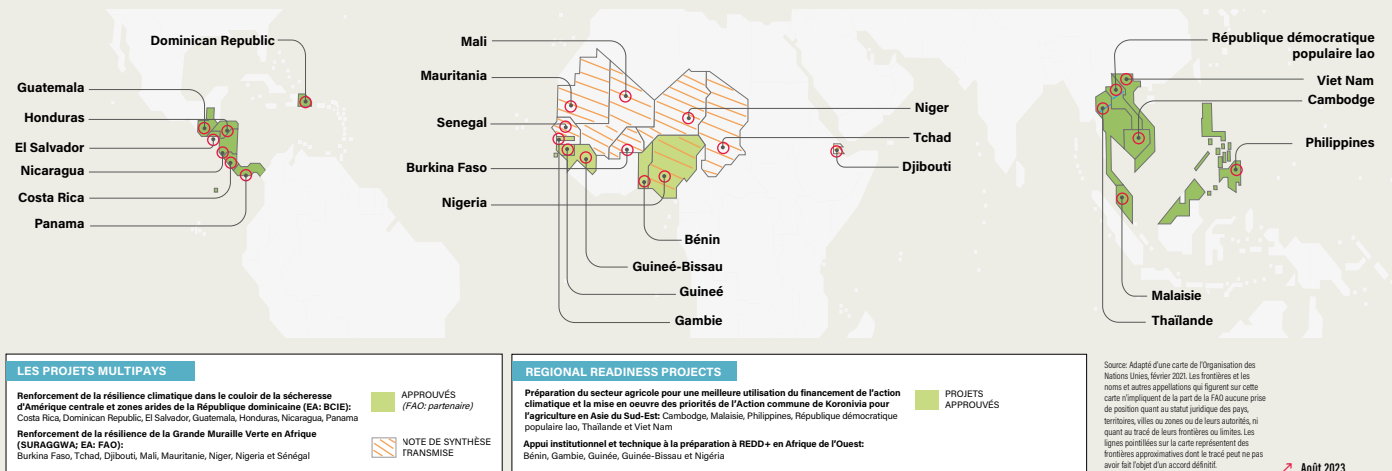 Dominican Republic
Guatemala
Honduras
El Salvador
Nicaragua
Costa Rica
Panama
Mali
Mauritania
Senegal
Burkina Faso
Nigeria
Niger
Tchad
Djibouti
Bénin
Guineé-Bissau
Guineé
Gambie
République démocratique
populaire lao
Viet Nam
Cambodge
Philippines
Malaisie
Thaïlande
LES PROJETS MULTIPAYS
Renforcement de la résilience climatique dans le couloir de la sécheresse
d'Amérique centrale et zones arides de la République dominicaine (EA: BCIE):
Costa Rica, Dominican Republic, El Salvador, Guatemala, Honduras, Nicaragua, Panama
Renforcement de la résilience de la Grande Muraille Verte en Afrique
(SURAGGWA; EA: FAO):
Burkina Faso, Tchad, Djibouti, Mali, Mauritanie, Niger, Nigeria et Sénégal
APPROUVÉS
(FAO: partenaire)
NOTE DE SYNTHÈSE
TRANSMISE
REGIONAL READINESS PROJECTS
Préparation du secteur agricole pour une meilleure utilisation du financement de l'action
climatique et la mise en oeuvre des priorités de l'Action commune de Koronivia pour
l'agriculture en Asie du Sud-Est: Cambodge, Malaisie, Philippines, République démocratique
populaire lao, Thaïlande et Viet Nam
Appui institutionnel et technique à la préparation à REDD+ en Afrique de l'Ouest:
Bénin, Gambie, Guinée, Guinée-Bissau et Nigéria
PROJETS
APPROUVÉS
Source: Adapté d'une carte de l'Organisation des
Nations Unies, février 2021. Les frontières et les
noms et autres appellations qui figurent sur cette
carte n'impliquent de la part de la FAO aucune prise
de position quant au statut juridique des pays,
territoires, villes ou zones ou de leurs autorités, ni
quant au tracé de leurs frontières ou limites. Les
lignes pointillées sur la carte représentent des
frontières approximatives dont le tracé peut ne pas
avoir fait l'objet d'un accord définitif.
Août 2023